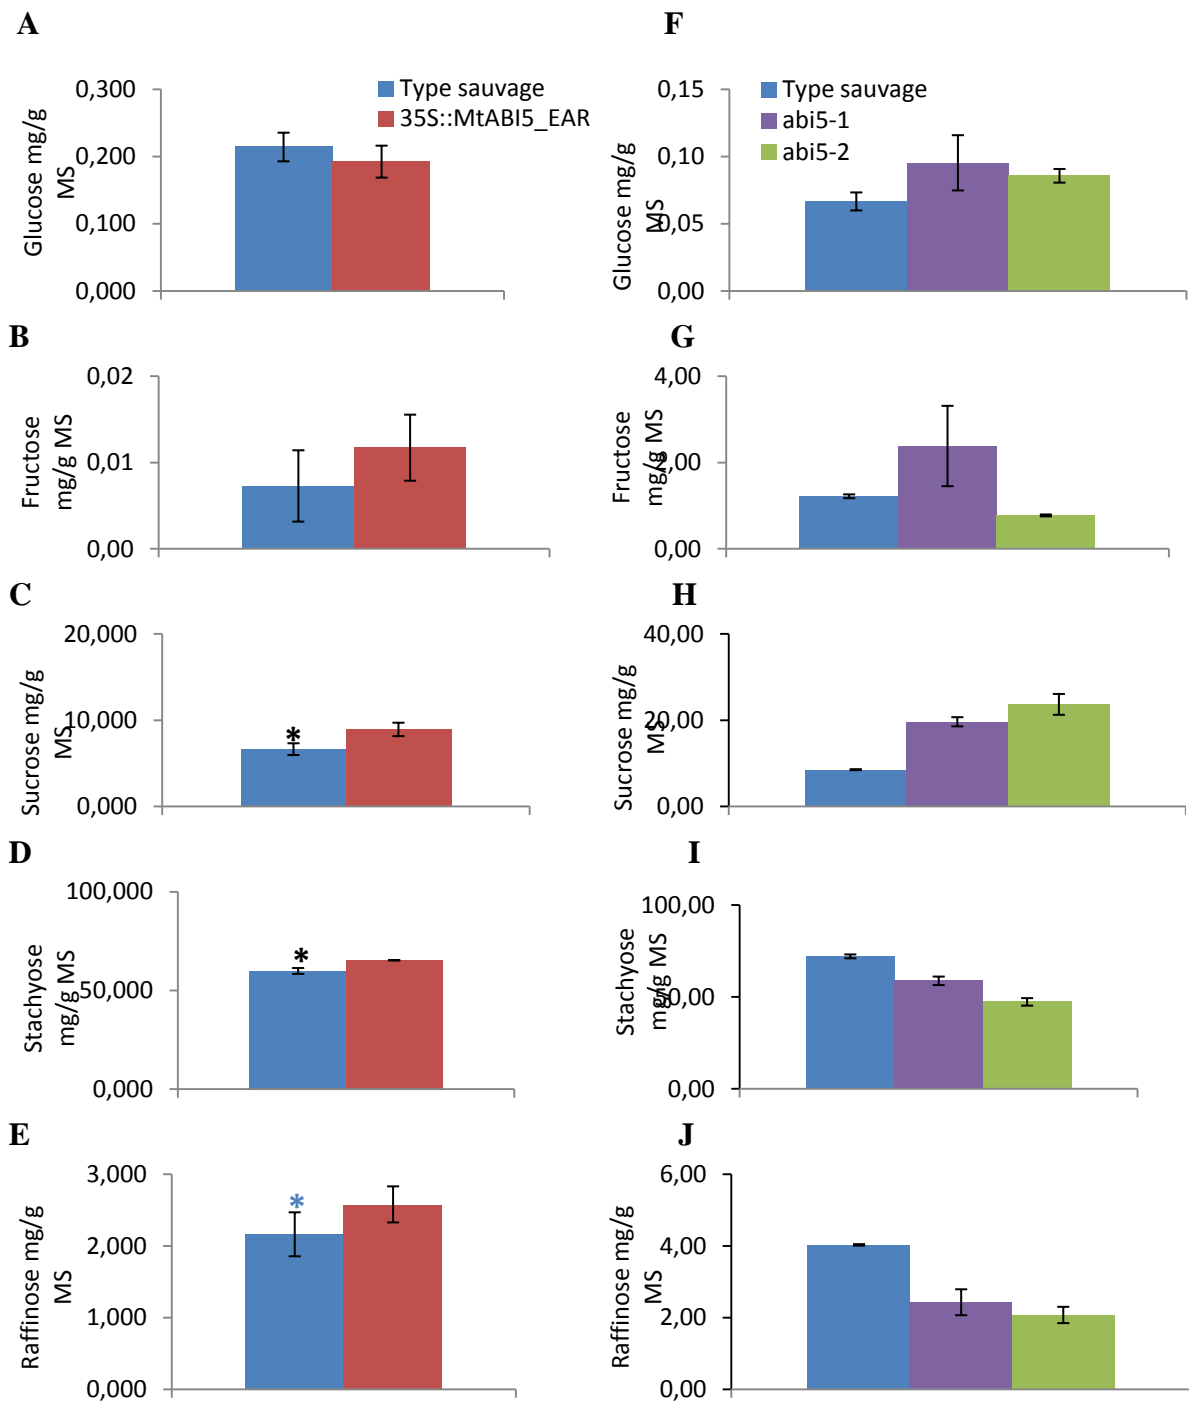 A
Glucose mg/g
MS
0,300
0,200
0,100
0,000
Type sauvage
35S::MtABI5_EAR
F
Glucose mg/g
MS
0,15
0,10
0,05
0,00
Type sauvage
abi5-1
abi5-2
B
Fructose
mg/g MS
0,02
0,01
0,00
G
Fructose
mg/g MS
4,00
2,00
0,00
C
Sucrose mg/g
MS
20,000
10,000
0,000
*
H
Sucrose mg/g
MS
40,00
20,00
0,00
D
Stachyose
mg/g MS
100,000
50,000
0,000
*
I
Stachyose
mg/g MS
100,00
50,00
0,00
E
Raffinose mg/g
MS
3,000
2,000
1,000
0,000
*
J
Raffinose mg/g
MS
6,00
4,00
2,00
0,00